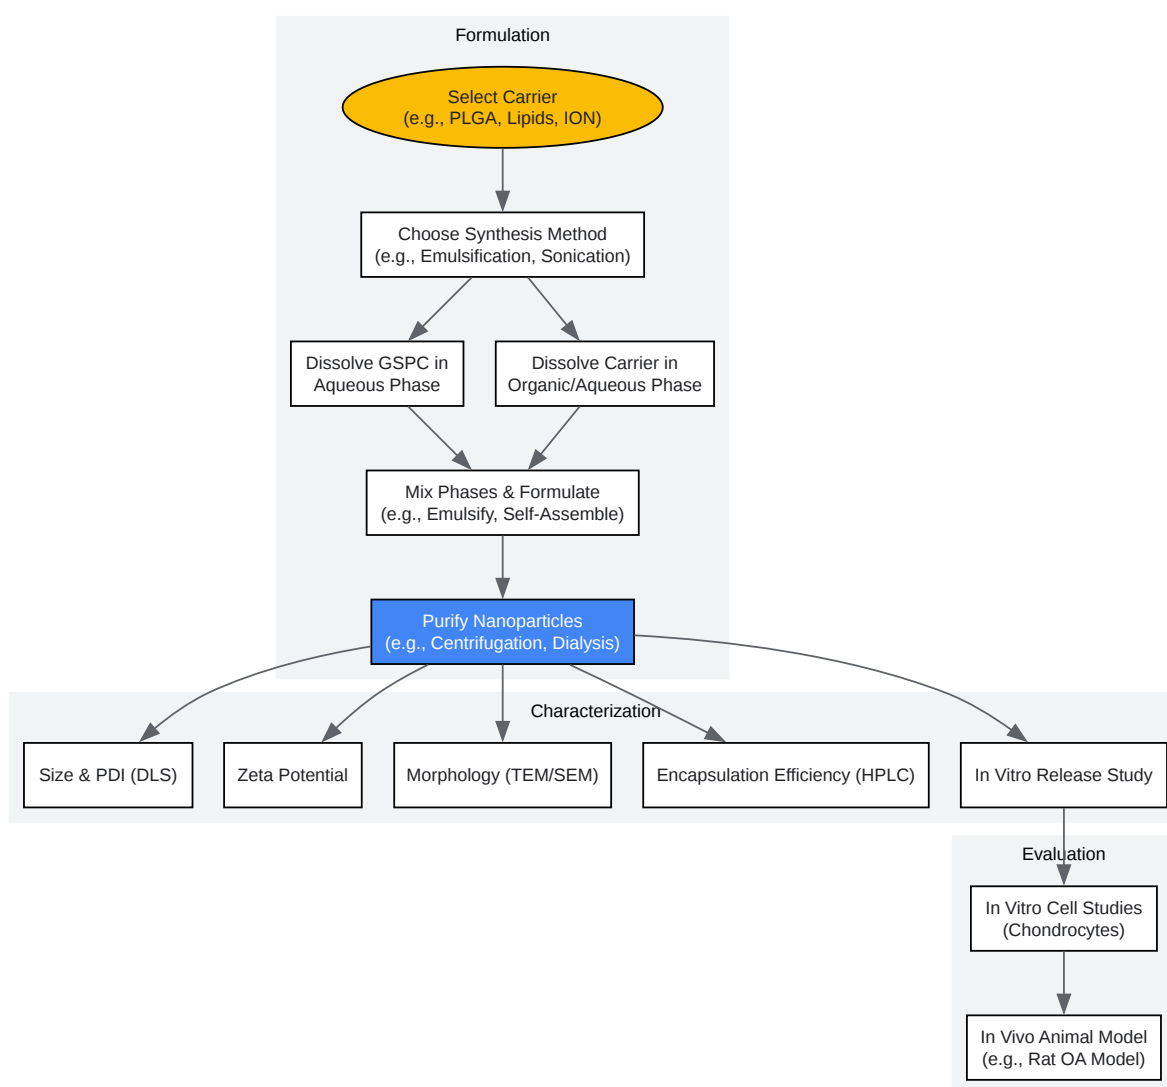 Formulation
Select Carrier
(e.g., PLGA, Lipids, ION)
Choose Synthesis Method
(e.g., Emulsification, Sonication)
Dissolve GSPC in
Aqueous Phase
Dissolve Carrier in
Organic/Aqueous Phase
Mix Phases & Formulate
(e.g., Emulsify, Self-Assemble)
Purify Nanoparticles
(e.g., Centrifugation, Dialysis)
Characterization
Size & PDI (DLS)
Zeta Potential
Morphology (TEM/SEM)
Encapsulation Efficiency (HPLC)
In Vitro Release Study
Evaluation
In Vitro Cell Studies
(Chondrocytes)
In Vivo Animal Model
(e.g., Rat OA Model)